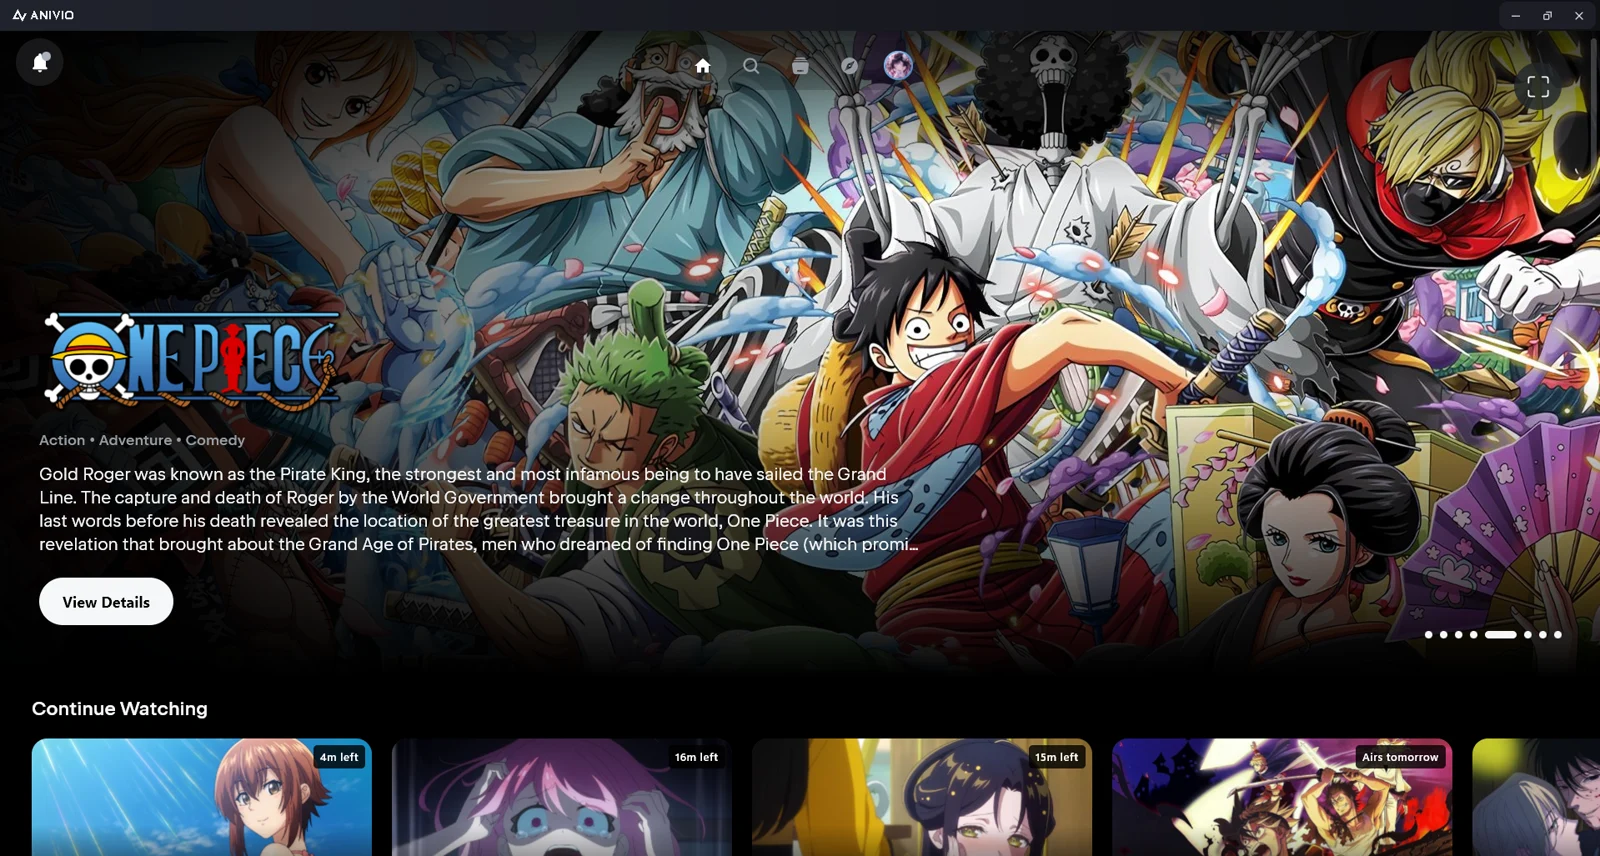 ANIVIO
ONE PIECE
Action • Adventure • Comedy
Gold Roger was known as the Pirate King, the strongest and most infamous being to have sailed the Grand
Line. The capture and death of Roger by the World Government brought a change throughout the world. His
last words before his death revealed the location of the greatest treasure in the world, One Piece. It was this
revelation that brought about the Grand Age of Pirates, men who dreamed of finding One Piece (which promi...
View Details
Continue Watching
4m left
16m left
15m left
Airs tomorrow